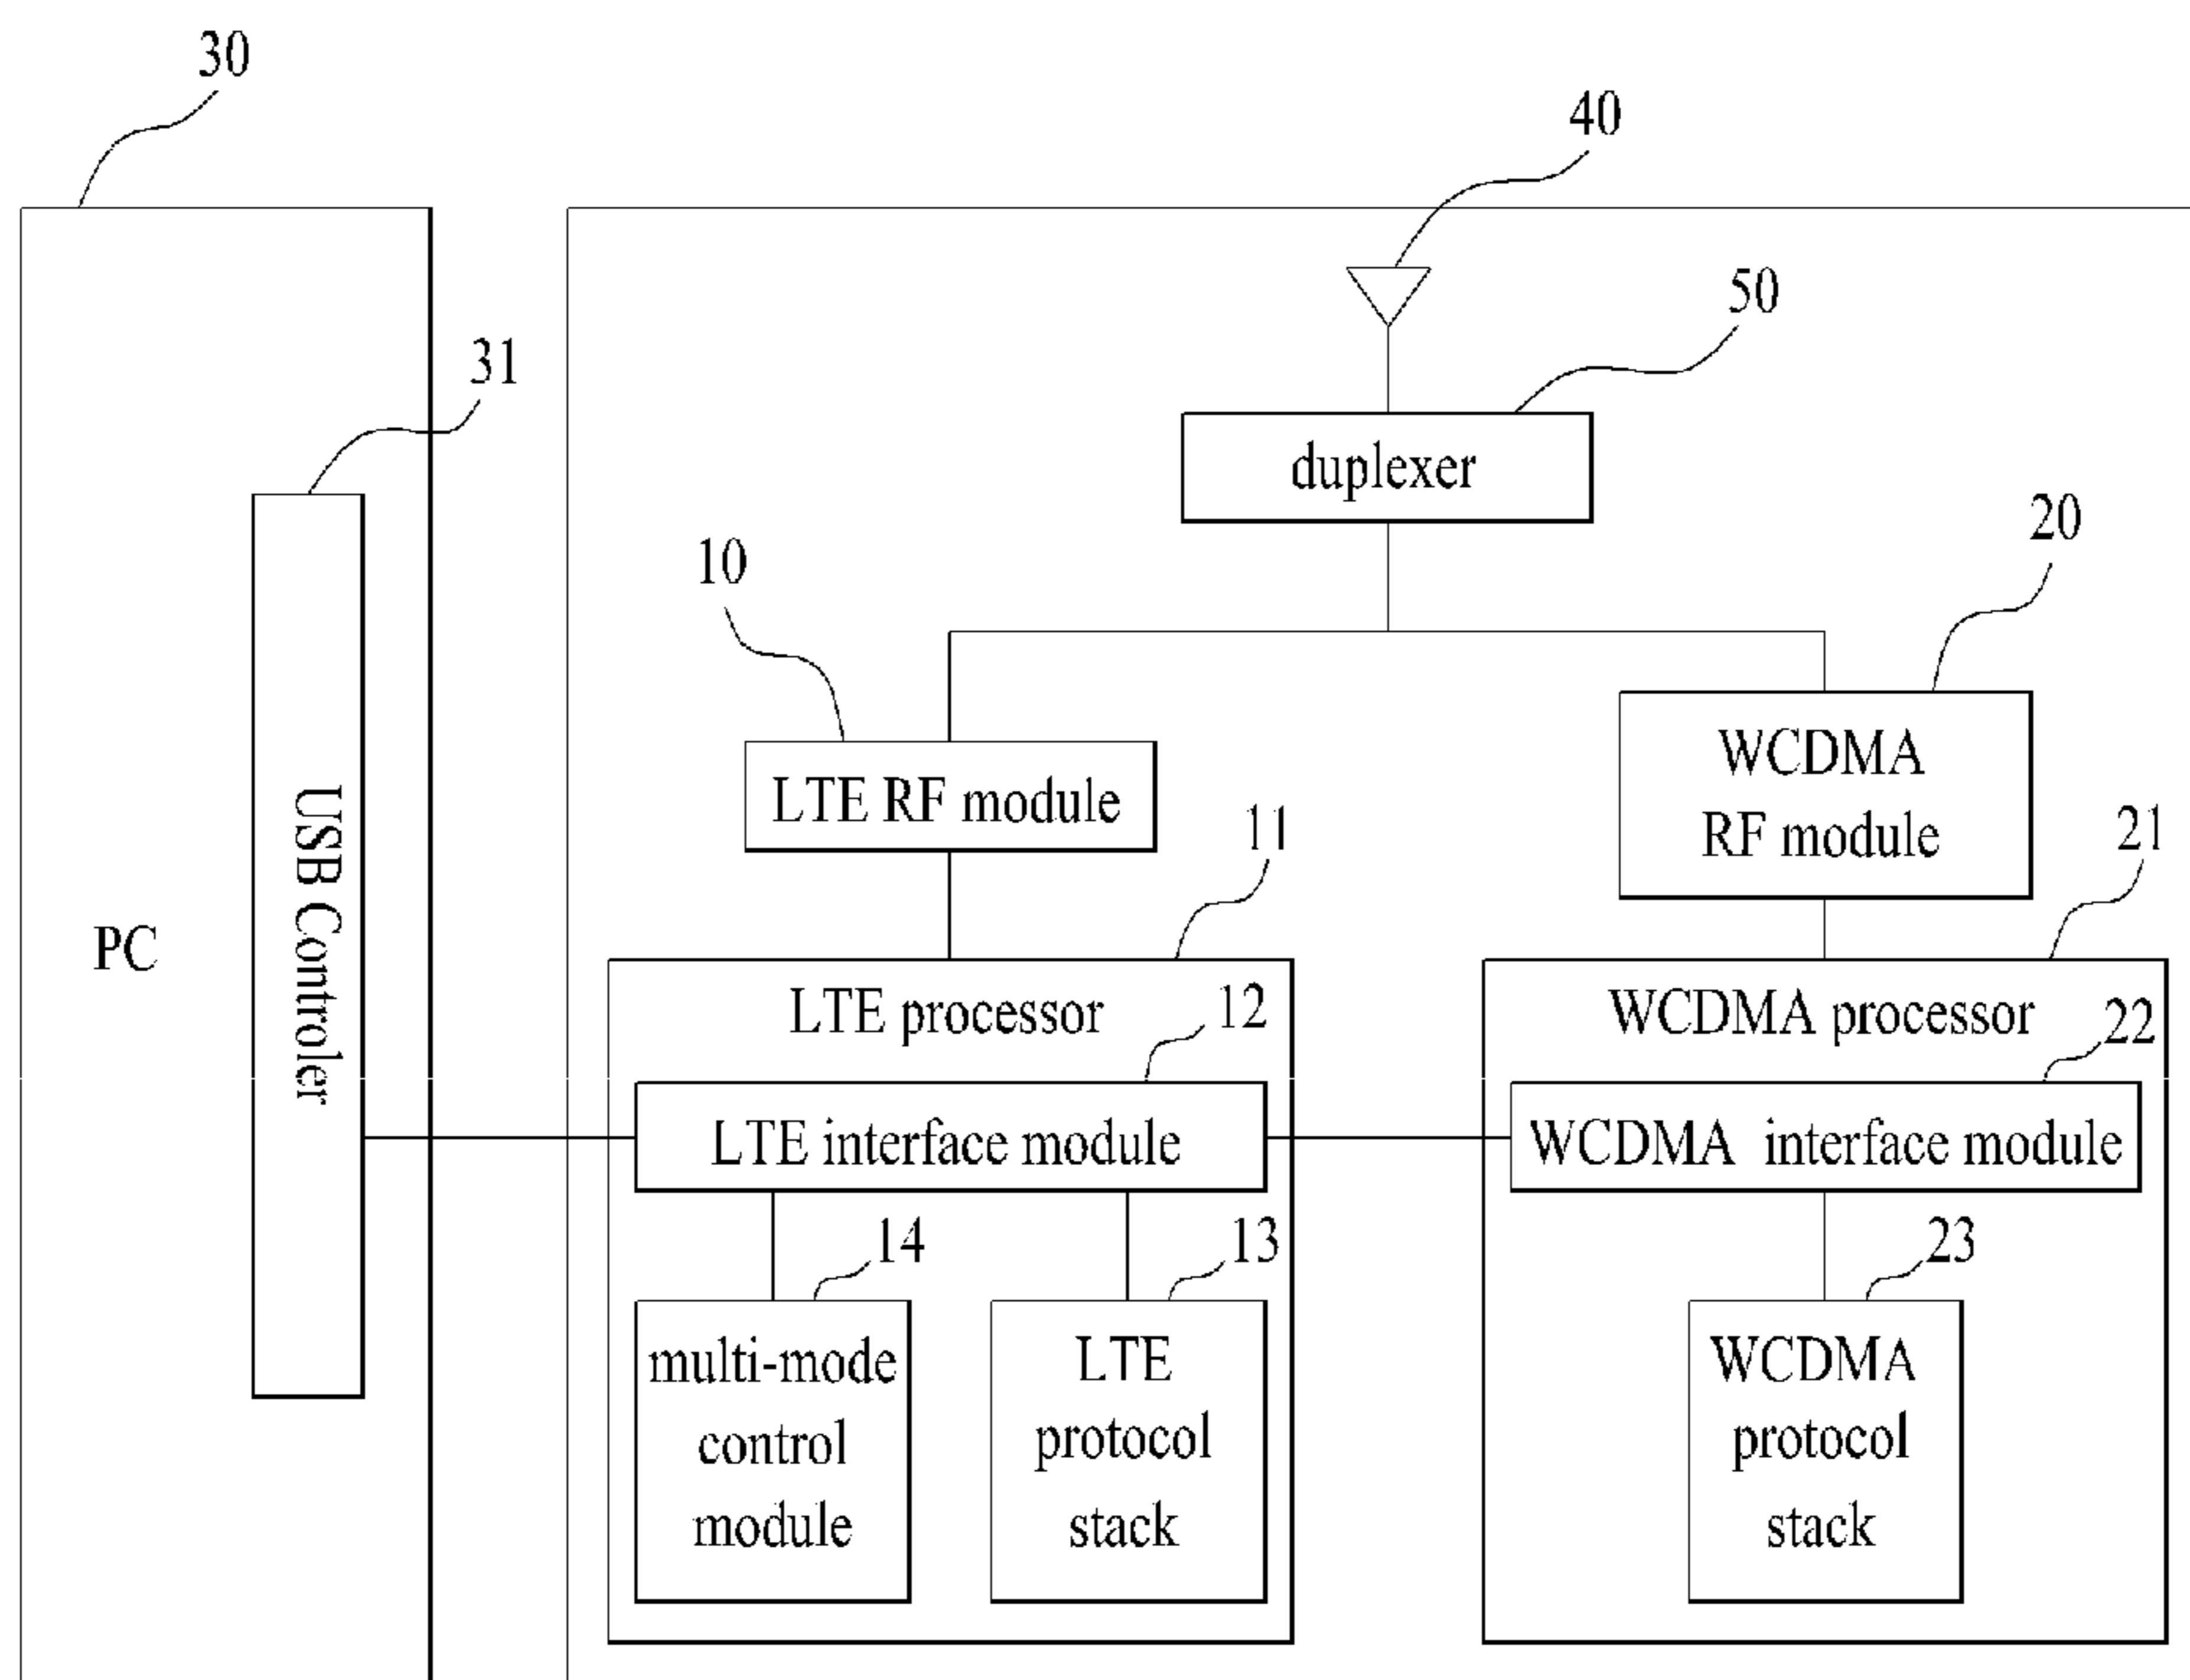 30
40
50
31
duplexer
20
10
WCDMA
RF module
LTE RF module
11
21
USB Controler
PC
LTE processor
12
WCDMA processor
22
LTE interface module
WCDMA interface module
14
13
23
multi-mode
control
module
LTE
protocol
stack
WCDMA
protocol
stack